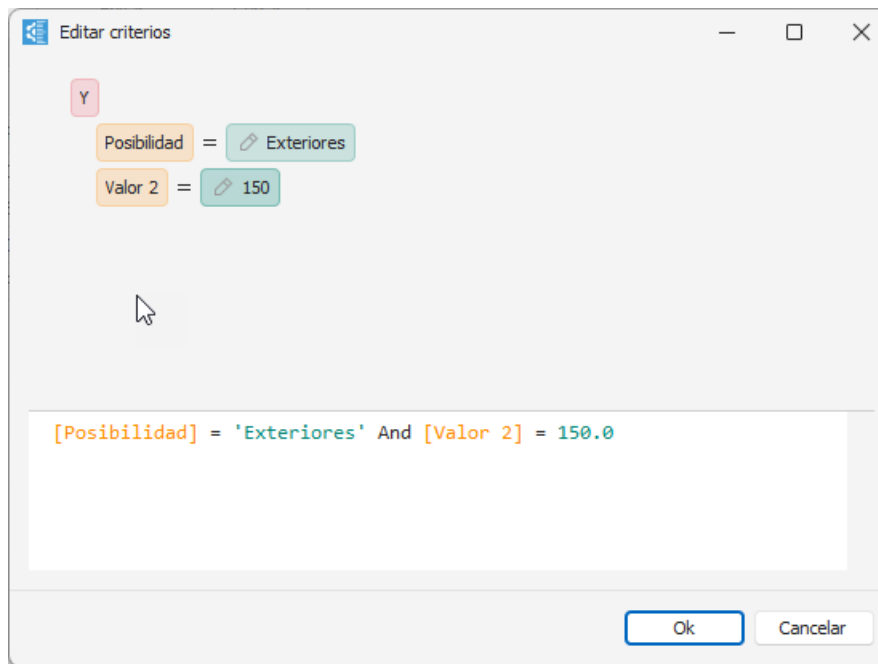 Editar criterios
Y
Posibilidad = Exteriores
Valor 2 = 150
[Posibilidad] = 'Exteriores' And [Valor 2] = 150.0
Ok Cancelar